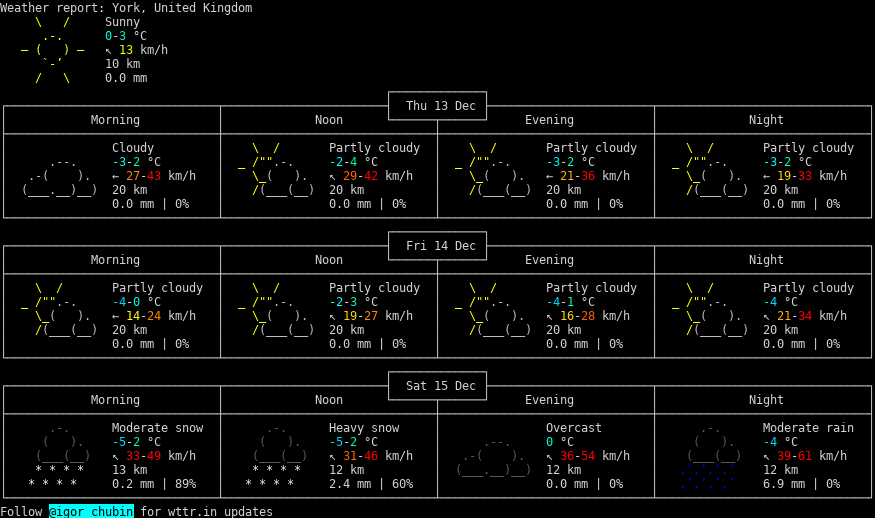 Weather report: York, United Kingdom
Sunny
0-3 °C
↖ 13 km/h
10 km
0.0 mm
Thu 13 Dec
Morning Noon Evening Night
Cloudy Partly cloudy Partly cloudy Partly cloudy
-3-2 °C -2-4 °C -3-2 °C -3-2 °C
← 27-43 km/h ↖ 29-42 km/h ← 21-36 km/h ← 19-33 km/h
20 km 20 km 20 km 20 km
0.0 mm | 0% 0.0 mm | 0% 0.0 mm | 0% 0.0 mm | 0%
Fri 14 Dec
Morning Noon Evening Night
Partly cloudy Partly cloudy Partly cloudy Partly cloudy
-4-0 °C -2-3 °C -4-1 °C -4 °C
← 14-24 km/h ↖ 19-27 km/h ↖ 16-28 km/h ↖ 21-34 km/h
20 km 20 km 20 km 20 km
0.0 mm | 0% 0.0 mm | 0% 0.0 mm | 0% 0.0 mm | 0%
Sat 15 Dec
Morning Noon Evening Night
Moderate snow Heavy snow Overcast Moderate rain
-5-2 °C -5-2 °C 0 °C -4 °C
↖ 33-49 km/h ↖ 31-46 km/h ↖ 36-54 km/h ↖ 39-61 km/h
13 km 12 km 12 km 12 km
0.2 mm | 89% 2.4 mm | 60% 0.0 mm | 0% 6.9 mm | 0%
Follow @igor_chubin for wttr.in updates